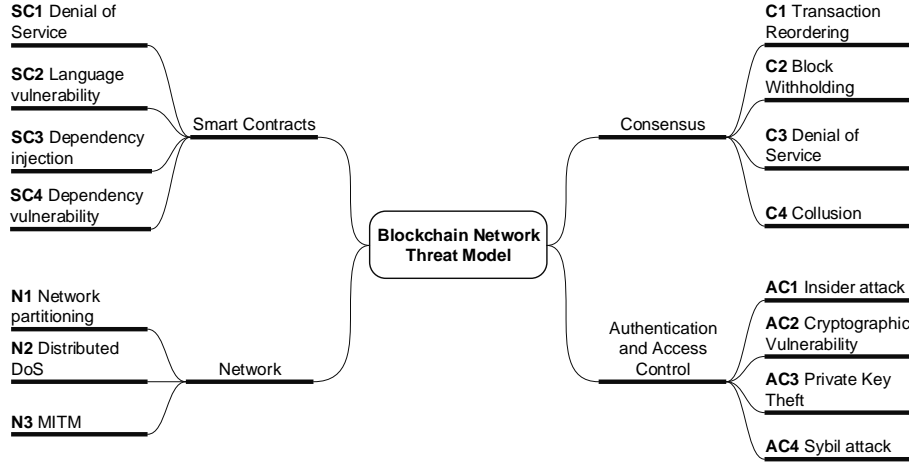 SC1 Denial of
Service
SC2 Language
vulnerability
SC3 Dependency
injection
SC4 Dependency
vulnerability
Smart Contracts
N1 Network
partitioning
N2 Distributed
DoS
N3 MITM
Network
Blockchain Network
Threat Model
Consensus
C1 Transaction
Reordering
C2 Block
Withholding
C3 Denial of
Service
C4 Collusion
Authentication
and Access
Control
AC1 Insider attack
AC2 Cryptographic
Vulnerability
AC3 Private Key
Theft
AC4 Sybil attack